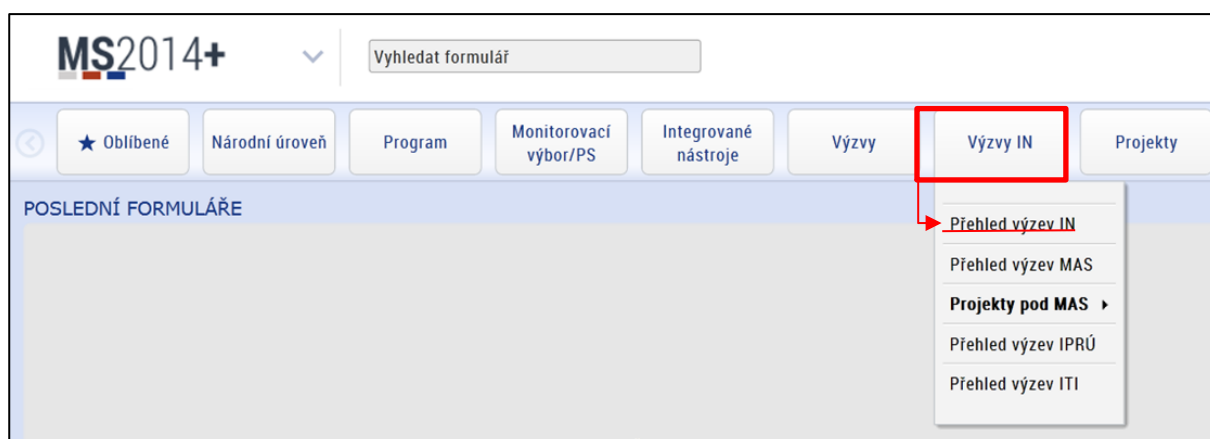 MS2014+
Vyhledat formulář
★ Oblíbené
Národní úroveň
Program
Monitorovací
výbor/PS
Integrované
nástroje
Výzvy
Výzvy IN
Projekty
POSLEDNÍ FORMULÁŘE
Přehled výzev IN
Přehled výzev MAS
Projekty pod MAS
Přehled výzev IPRÚ
Přehled výzev ITI